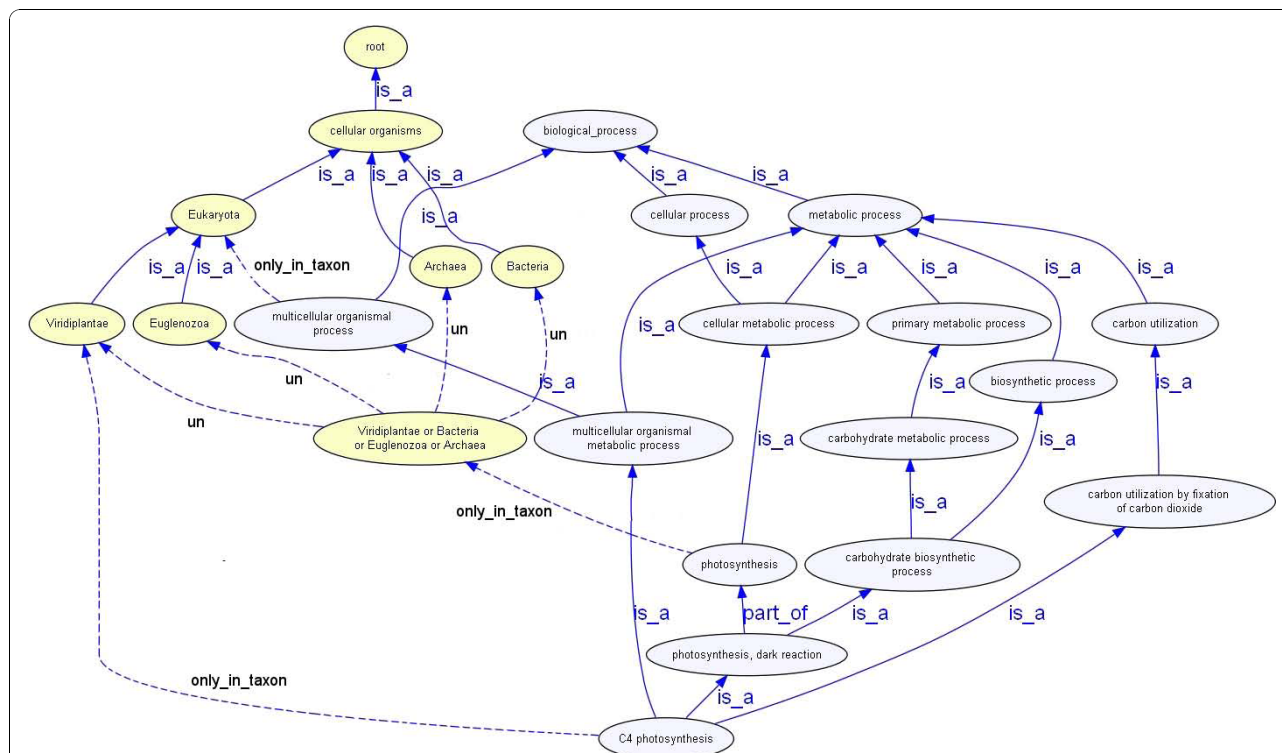 root
is_a
cellular organisms
biological_process
is_a
is_a
is_a
is_a
is_a
Eukaryota
cellular process
metabolic process
is_a
is_a
is_a
only_in_taxon
Archaea
Bacteria
is_a
is_a
is_a
is_a
is_a
Viridiplantae
Euglenozoa
multicellular organismal
process
un
un
is_a
cellular metabolic process
primary metabolic process
carbon utilization
un
un
is_a
is_a
biosynthetic process
is_a
Viridiplantae or Bacteria
or Euglenozoa or Archaea
multicellular organismal
metabolic process
is_a
carbohydrate metabolic process
is_a
only_in_taxon
is_a
carbon utilization by fixation
of carbon dioxide
photosynthesis
carbohydrate biosynthetic
process
is_a
part_of
is_a
is_a
photosynthesis, dark reaction
only_in_taxon
is_a
C4 photosynthesis